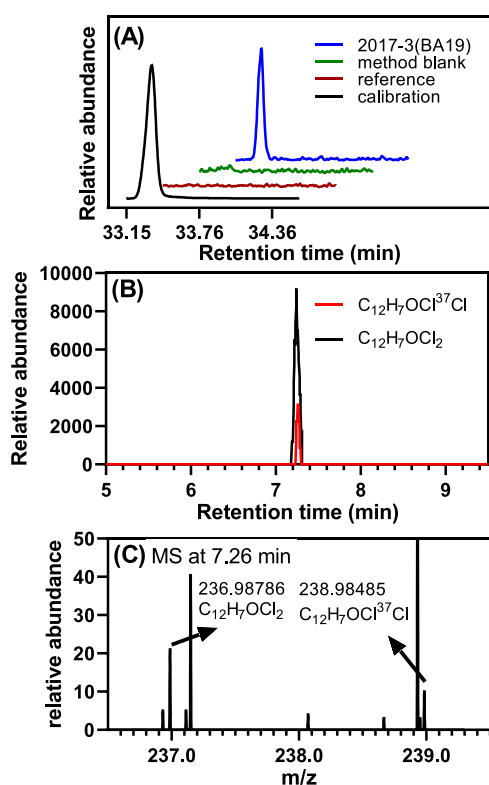 (A)
2017-3(BA19)
method blank
reference
calibration
Relative abundance
33.15 33.76 34.36
Retention time (min)
(B)
C₁₂H₇OCl³⁷Cl
C₁₂H₇OCl₂
Relative abundance
10000
8000
6000
4000
2000
0
5 6 7 8 9
Retention time (min)
(C) MS at 7.26 min
236.98786 238.98485
C₁₂H₇OCl₂ C₁₂H₇OCl³⁷Cl
relative abundance
50
40
30
20
10
0
237.0 238.0 239.0
m/z